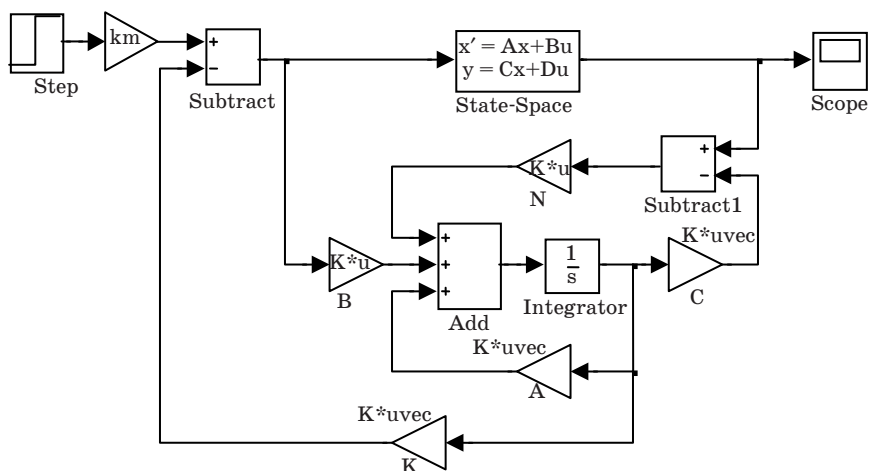 Step
km
+
−
Subtract
x′ = Ax+Bu
y = Cx+Du
State-Space
Scope
+
−
Subtract1
K*u
N
K*uvec
C
K*u
B
+
+
+
Add
1
s
Integrator
K*uvec
A
K*uvec
K